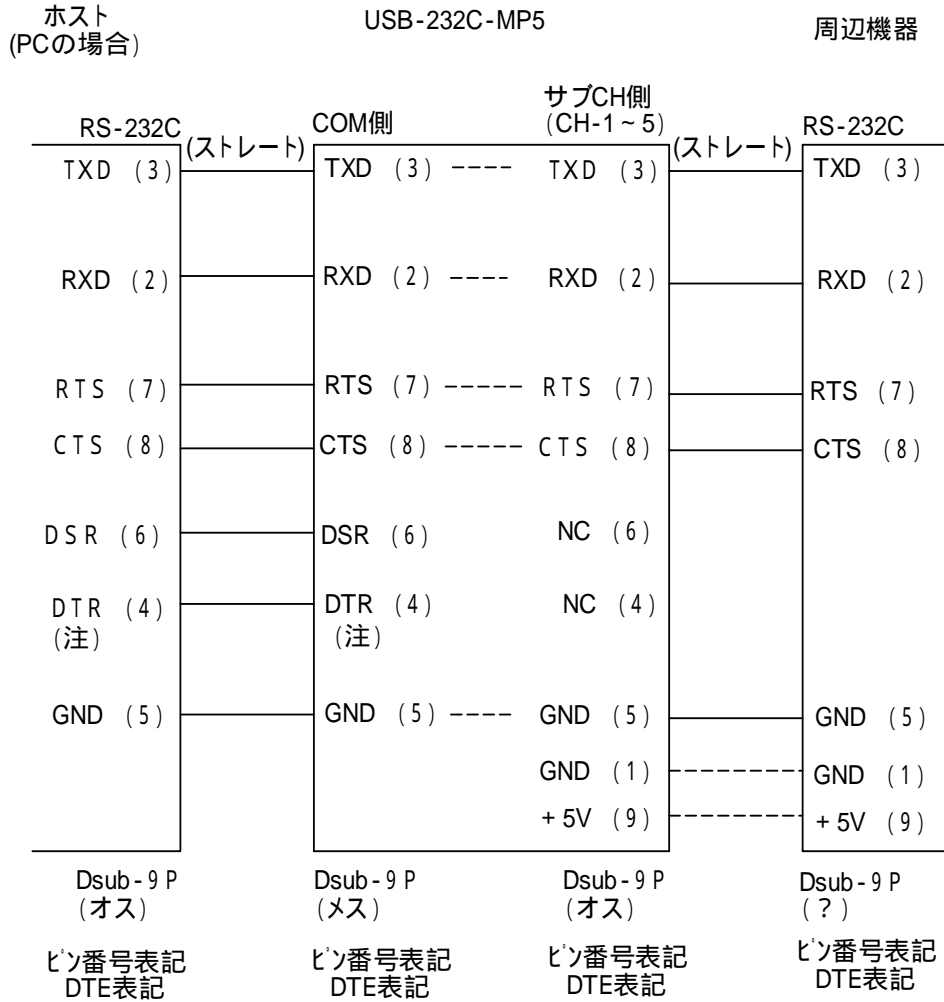 ホスト
(PCの場合)
USB-232C-MP5
周辺機器
RS-232C
(ストレート)
COM側
サブCH側
(CH-1~5)
(ストレート)
RS-232C
TXD (3)
TXD (3) ---- TXD (3)
TXD (3)
RXD (2)
RXD (2) ---- RXD (2)
RXD (2)
RTS (7)
RTS (7) ----- RTS (7)
RTS (7)
CTS (8)
CTS (8) ----- CTS (8)
CTS (8)
DSR (6)
DSR (6)
NC (6)
DTR (4)
(注)
DTR (4)
(注)
NC (4)
GND (5)
GND (5) ---- GND (5)
GND (5)
GND (1)
GND (1)
+5V (9)
+5V (9)
Dsub-9P
(オス)
Dsub-9P
(メス)
Dsub-9P
(オス)
Dsub-9P
(?)
ピン番号表記
DTE表記
ピン番号表記
DTE表記
ピン番号表記
DTE表記
ピン番号表記
DTE表記